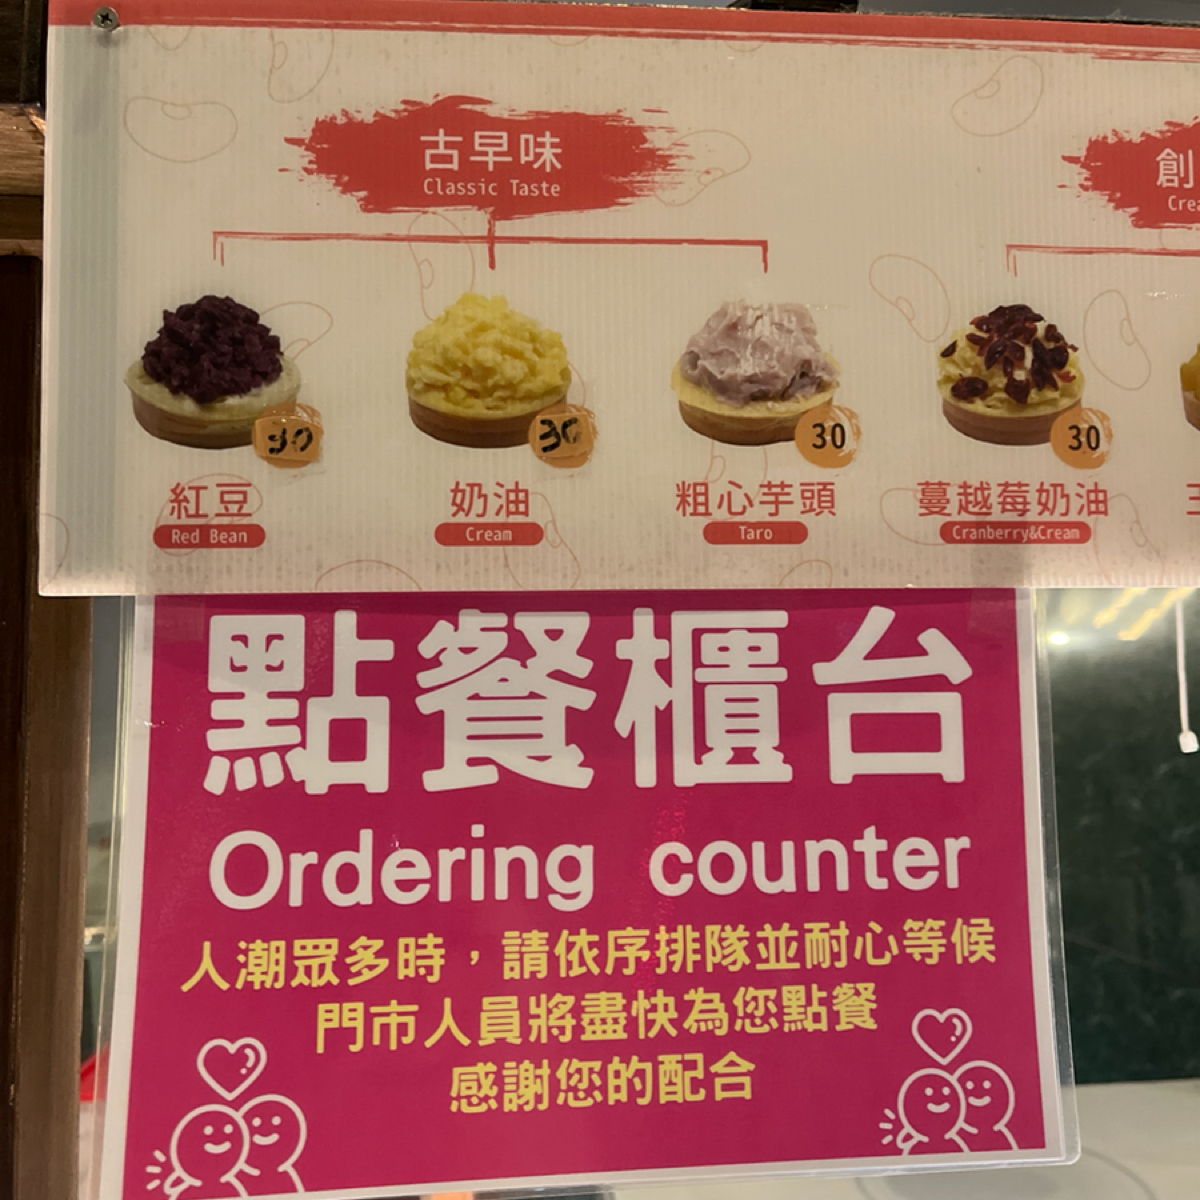 古早味
Classic Taste
創
Crea
30
30
30
30
紅豆
奶油
粗心芋頭
蔓越莓奶油
Red Bean
Cream
Taro
Cranberry&Cream
點餐櫃台
Ordering counter
人潮眾多時，請依序排隊並耐心等候
門市人員將盡快為您點餐
感謝您的配合